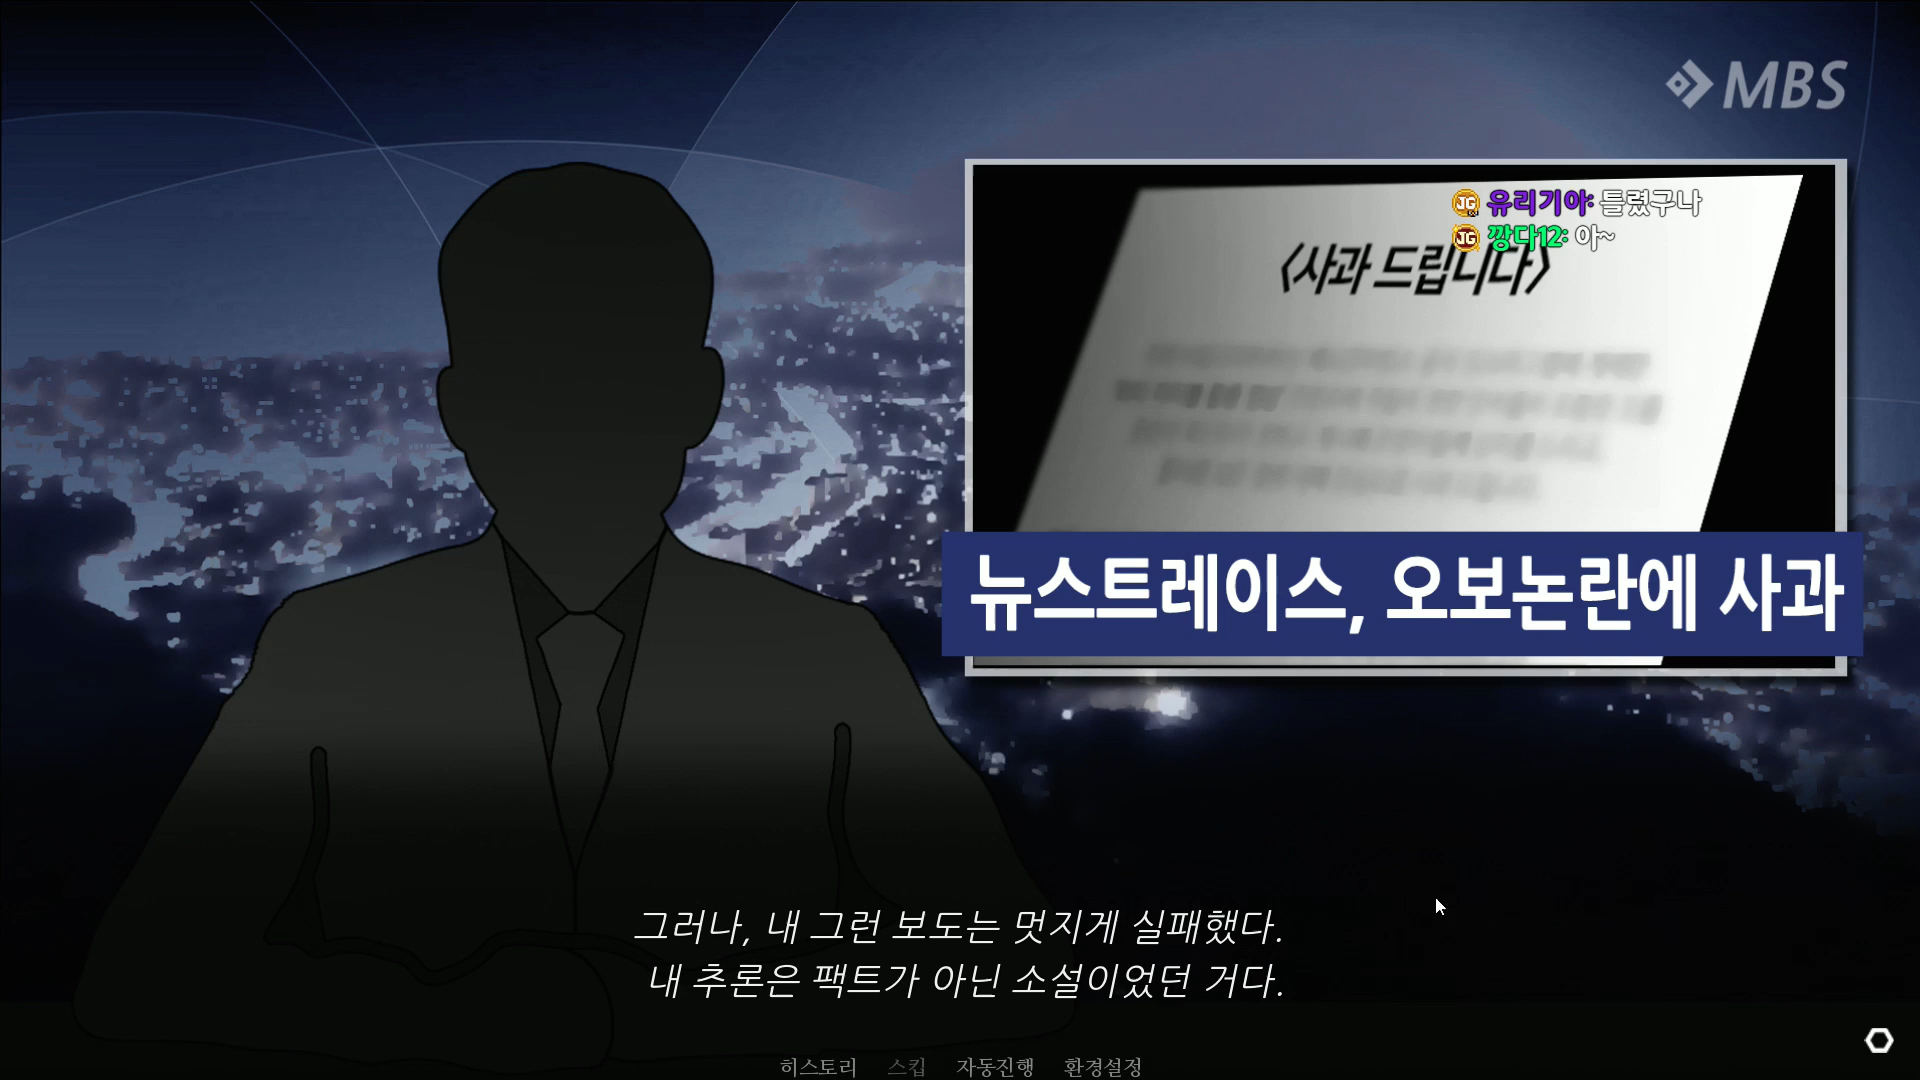 MBS
유리기야: 틀렸구나
깡다12: 아~
<사과 드립니다>
뉴스트레이스, 오보논란에 사과
그러나, 내 그런 보도는 멋지게 실패했다.
내 추론은 팩트가 아닌 소설이었던 거다.
히스토리 스킵 자동진행 환경설정